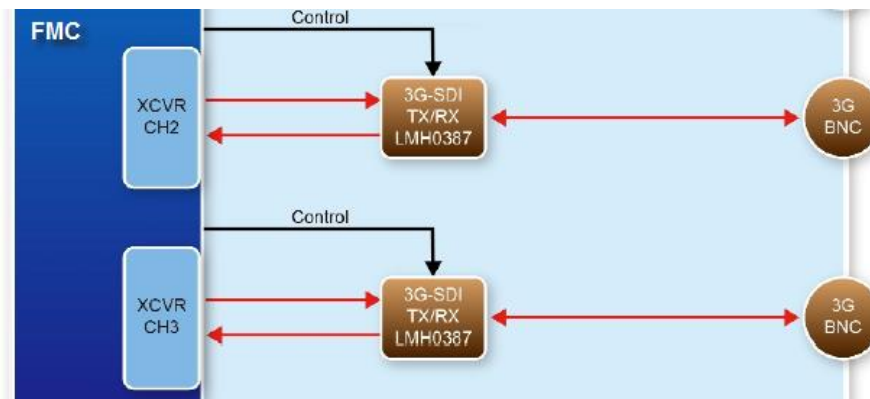 FMC
Control
XCVR
CH2
3G-SDI
TX/RX
LMH0387
3G
BNC
Control
XCVR
CH3
3G-SDI
TX/RX
LMH0387
3G
BNC